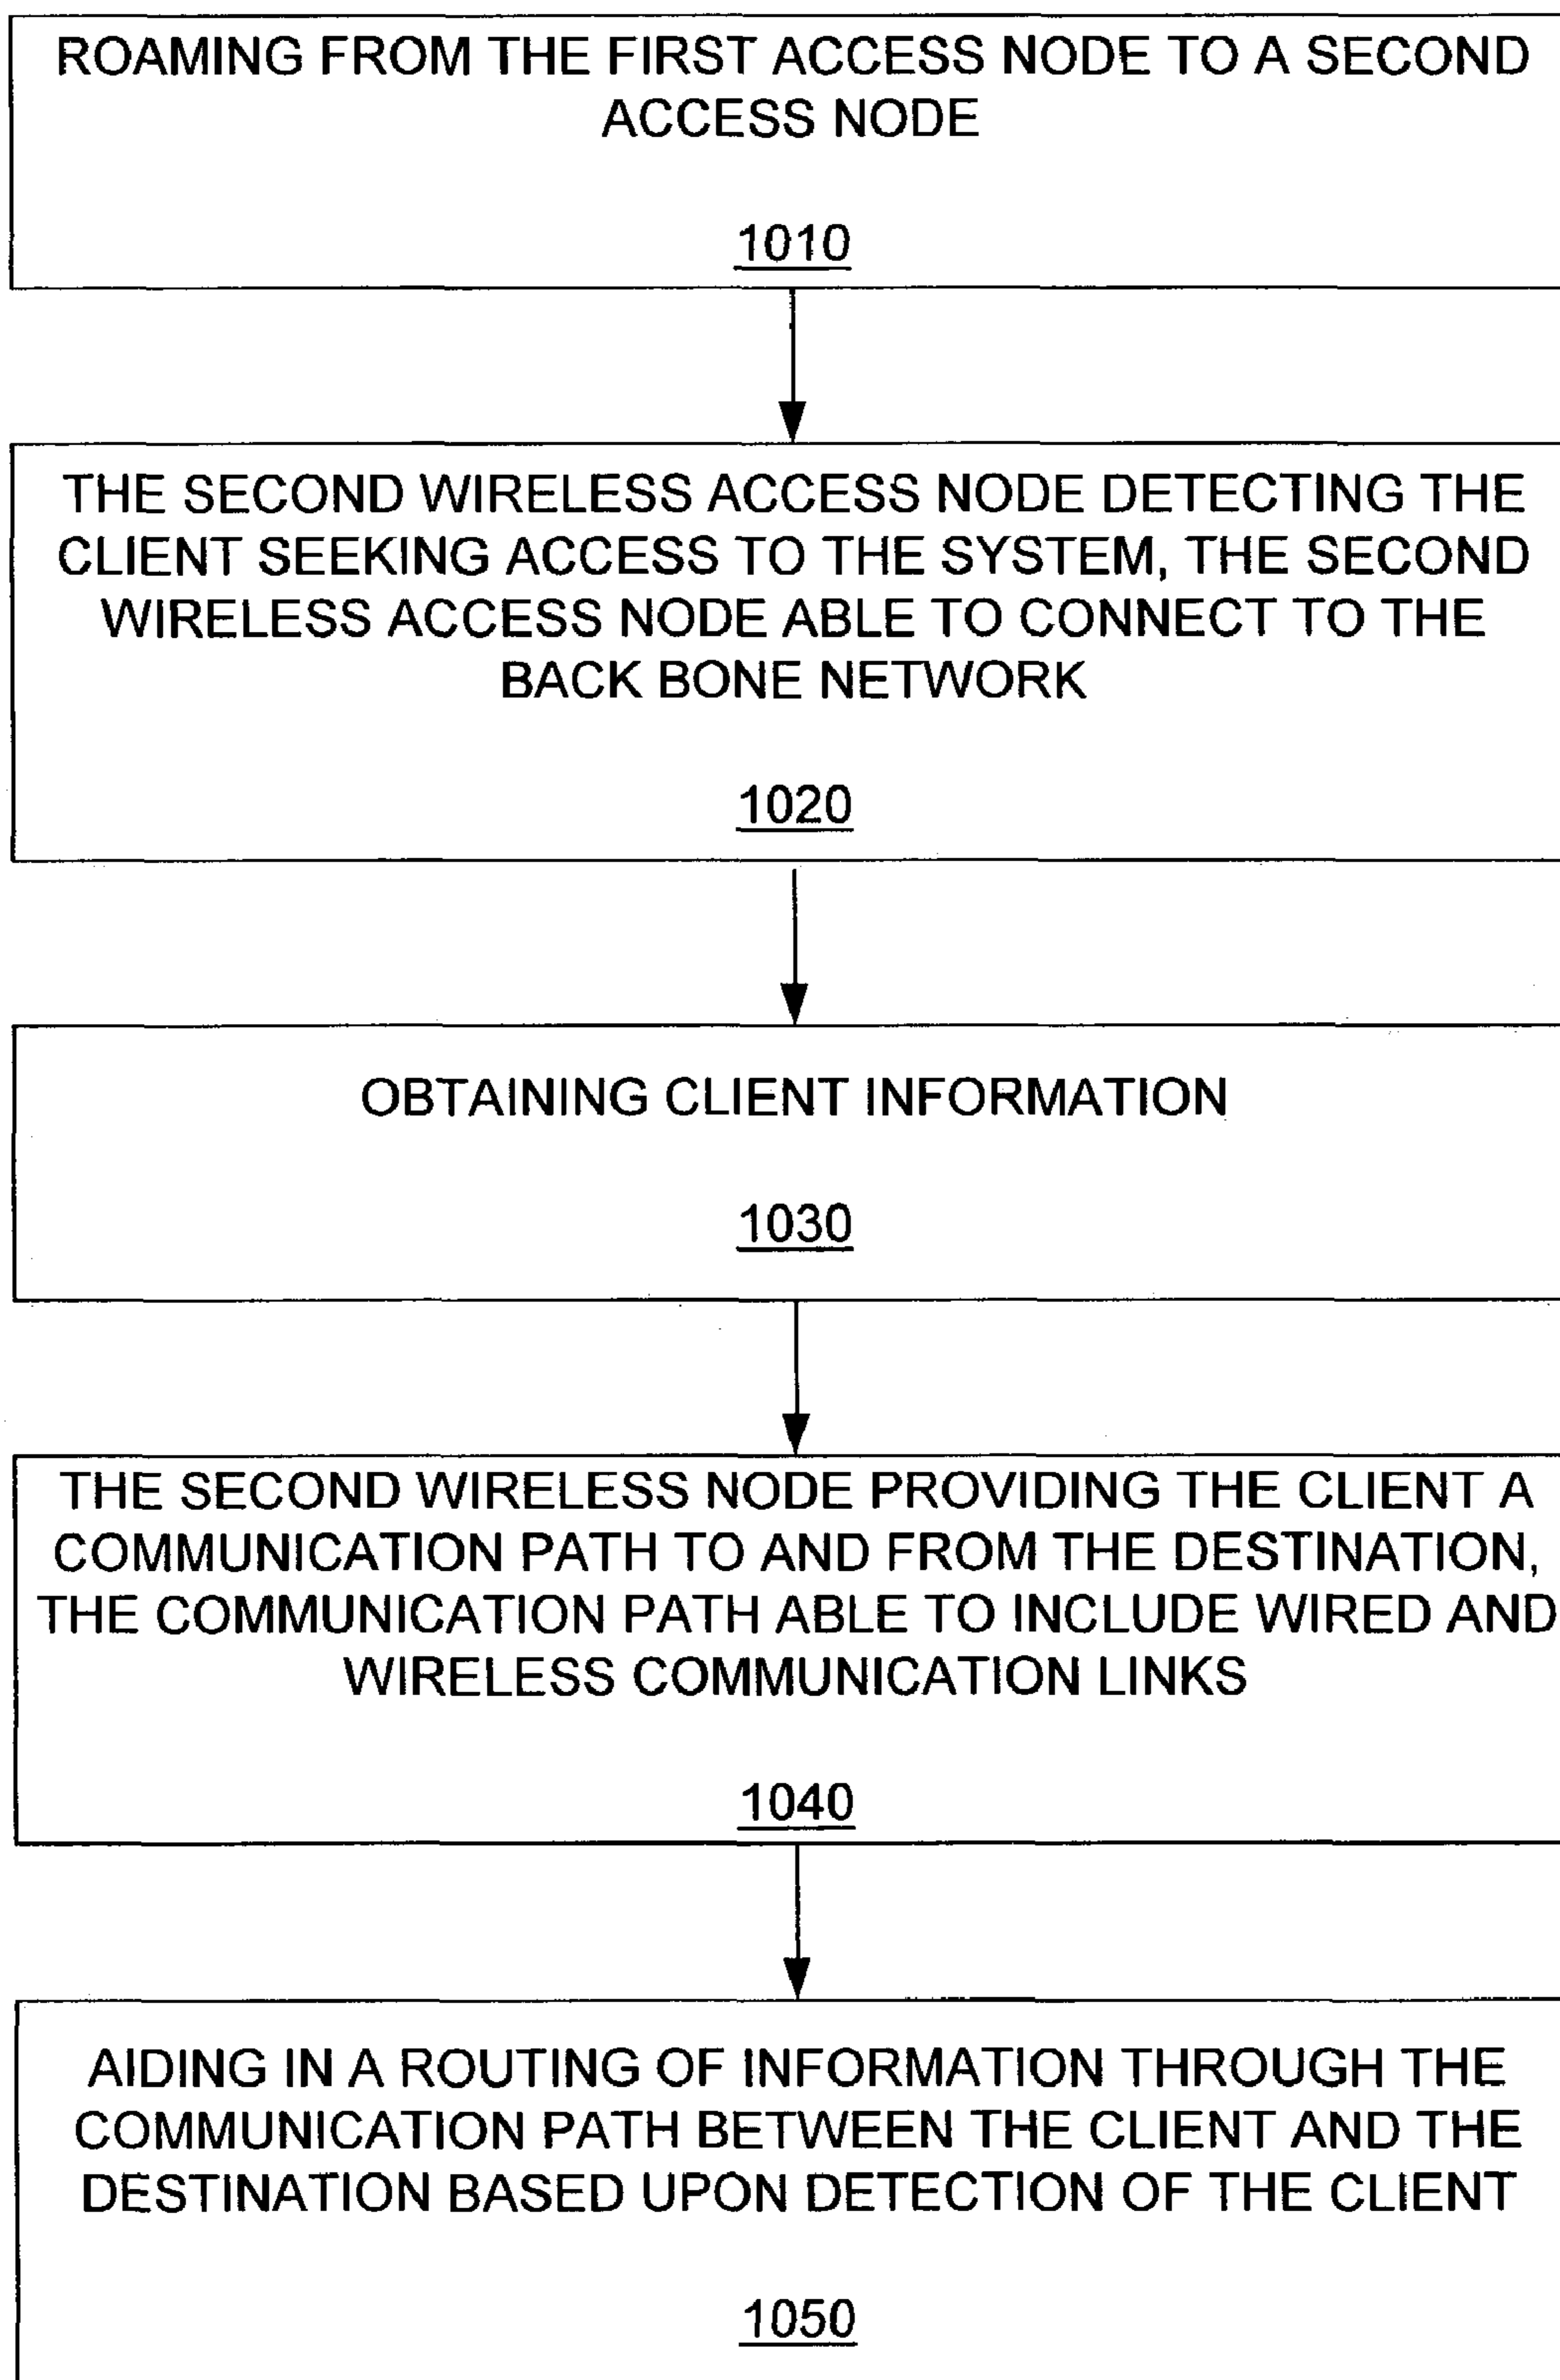 ROAMING FROM THE FIRST ACCESS NODE TO A SECOND
ACCESS NODE
1010
THE SECOND WIRELESS ACCESS NODE DETECTING THE
CLIENT SEEKING ACCESS TO THE SYSTEM, THE SECOND
WIRELESS ACCESS NODE ABLE TO CONNECT TO THE
BACK BONE NETWORK
1020
OBTAINING CLIENT INFORMATION
1030
THE SECOND WIRELESS NODE PROVIDING THE CLIENT A
COMMUNICATION PATH TO AND FROM THE DESTINATION,
THE COMMUNICATION PATH ABLE TO INCLUDE WIRED AND
WIRELESS COMMUNICATION LINKS
1040
AIDING IN A ROUTING OF INFORMATION THROUGH THE
COMMUNICATION PATH BETWEEN THE CLIENT AND THE
DESTINATION BASED UPON DETECTION OF THE CLIENT
1050